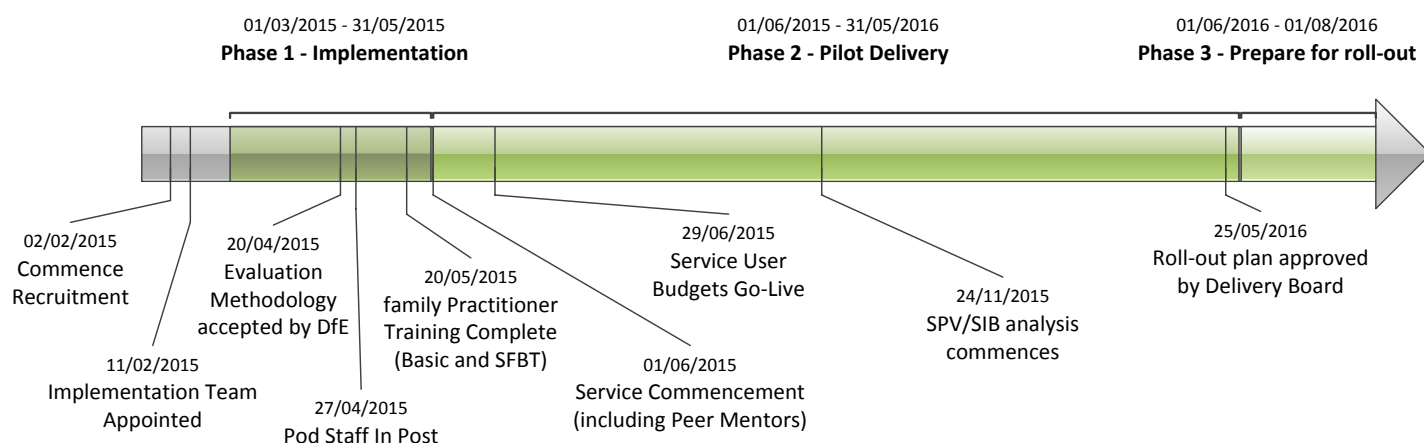 01/03/2015 - 31/05/2015
Phase 1 - Implementation
01/06/2015 - 31/05/2016
Phase 2 - Pilot Delivery
01/06/2016 - 01/08/2016
Phase 3 - Prepare for roll-out
02/02/2015
Commence
Recruitment
11/02/2015
Implementation Team
Appointed
20/04/2015
Evaluation
Methodology
accepted by DfE
27/04/2015
Pod Staff In Post
20/05/2015
family Practitioner
Training Complete
(Basic and SFBT)
01/06/2015
Service Commencement
(including Peer Mentors)
29/06/2015
Service User
Budgets Go-Live
24/11/2015
SPV/SIB analysis
commences
25/05/2016
Roll-out plan approved
by Delivery Board